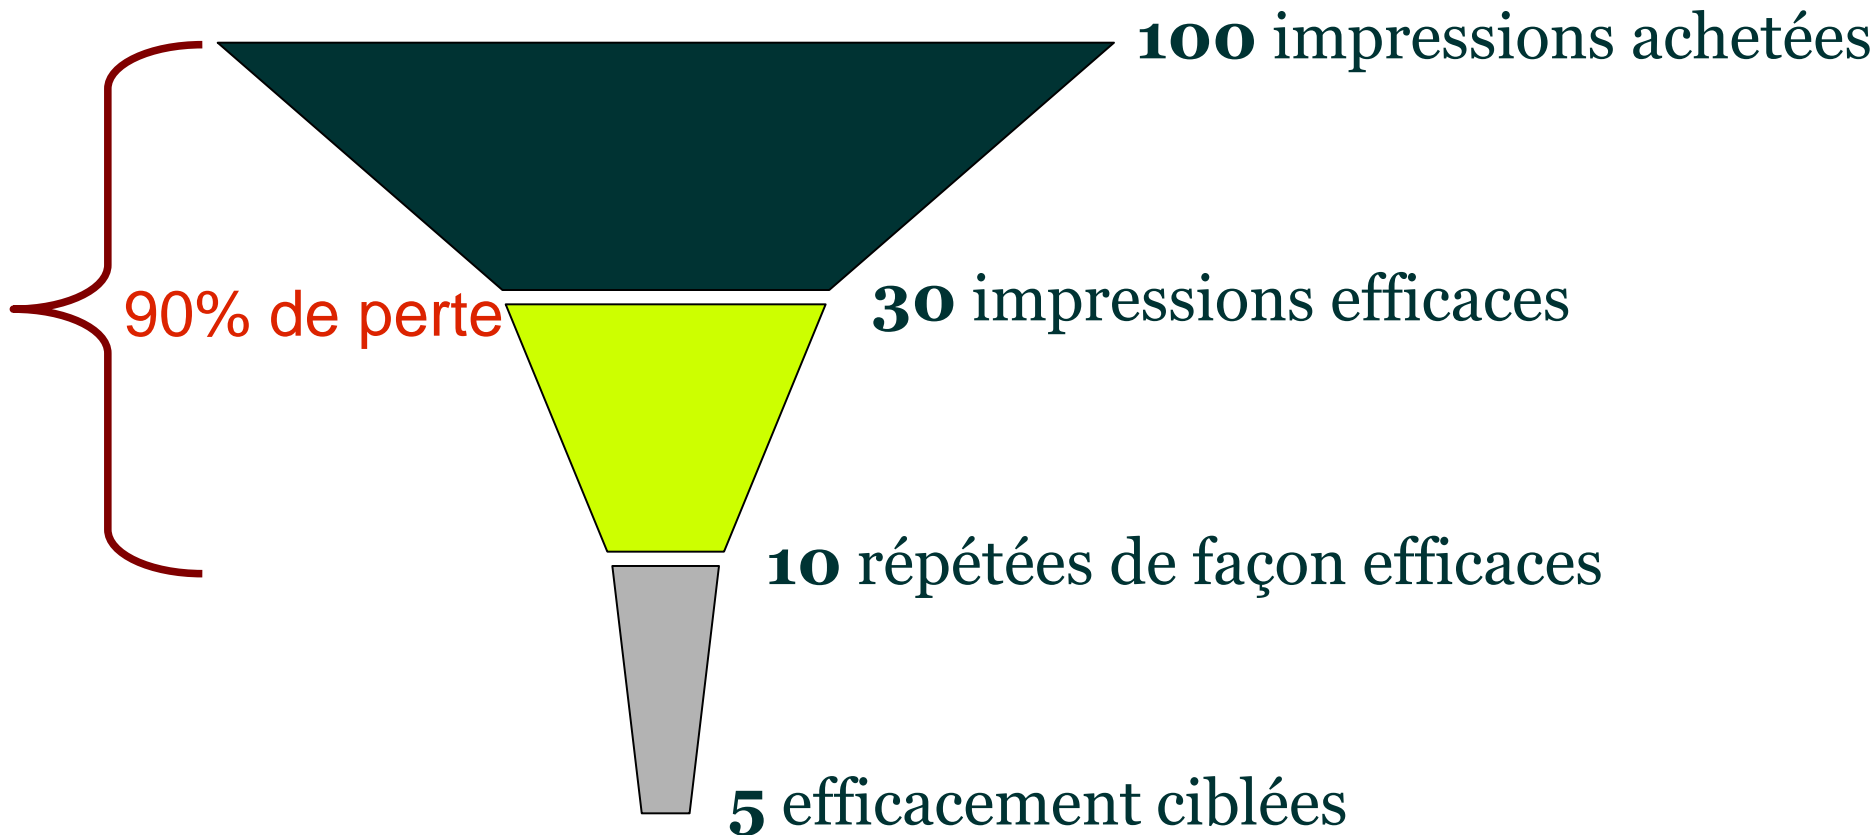 100 impressions achetées
30 impressions efficaces
90% de perte
10 répétées de façon efficaces
5 efficacement ciblées